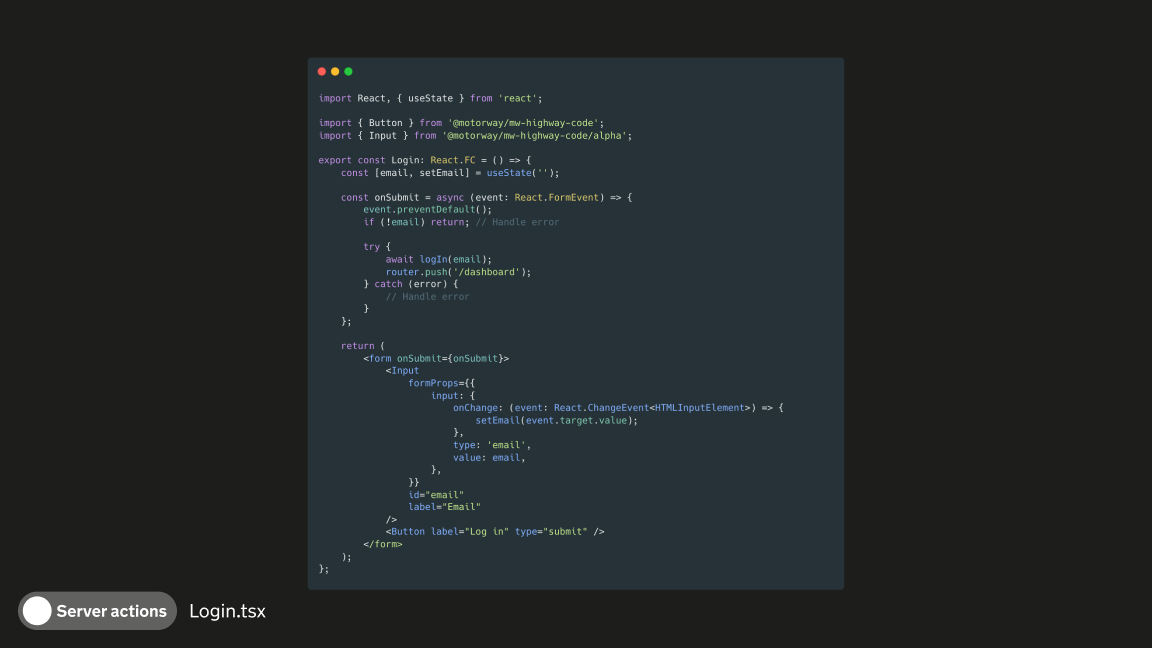 import React, { useState } from 'react';
import { Button } from '@motorway/mw-highway-code';
import { Input } from '@motorway/mw-highway-code/alpha';
export const Login: React.FC = () => {
    const [email, setEmail] = useState('');
    const onSubmit = async (event: React.FormEvent) => {
        event.preventDefault();
        if (!email) return; // Handle error
        try {
            await logIn(email);
            router.push('/dashboard');
        } catch (error) {
            // Handle error
        }
    };
    return (
        <form onSubmit={onSubmit}>
            <Input
                formProps={{
                    input: {
                        onChange: (event: React.ChangeEvent<HTMLInputElement>) => {
                            setEmail(event.target.value);
                        },
                        type: 'email',
                        value: email,
                    },
                }}
                id="email"
                label="Email"
            />
            <Button label="Log in" type="submit" />
        </form>
    );
};
Server actions Login.tsx